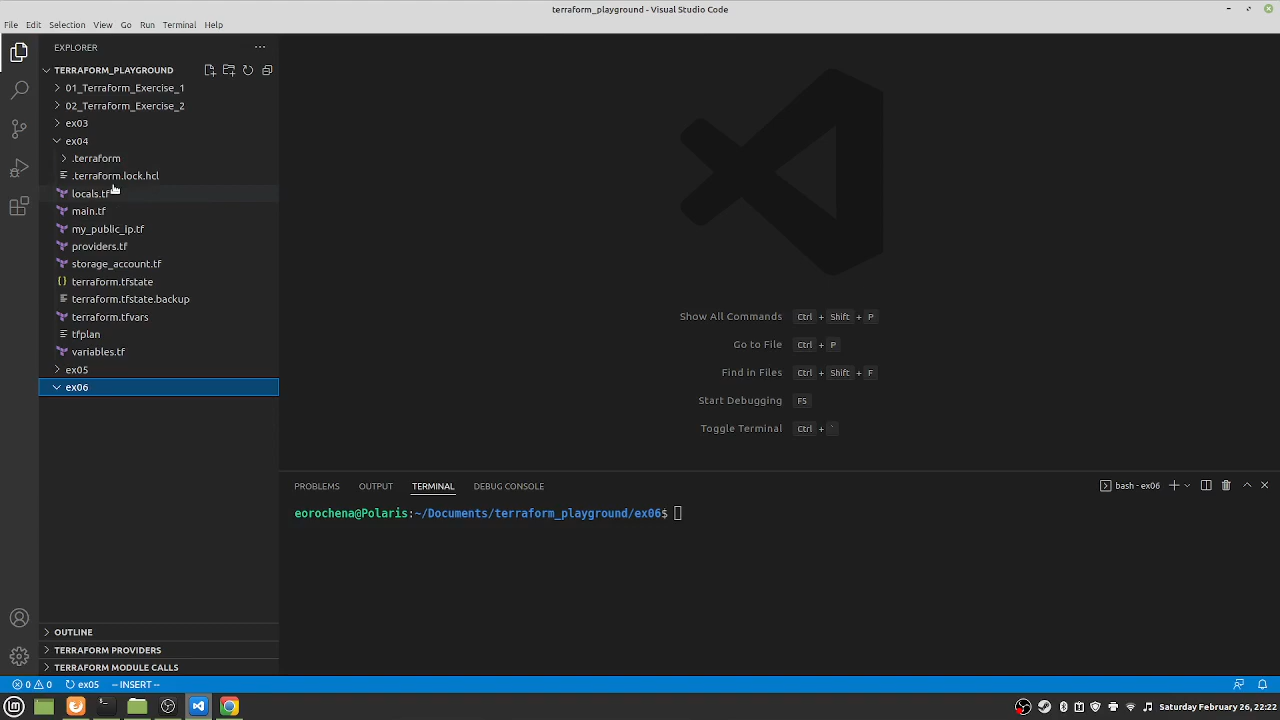 terraform_playground - Visual Studio Code
File Edit Selection View Go Run Terminal Help
EXPLORER
TERRAFORM_PLAYGROUND
01_Terraform_Exercise_1
02_Terraform_Exercise_2
ex03
ex04
.terraform
.terraform.lock.hcl
locals.tf
main.tf
my_public_ip.tf
providers.tf
storage_account.tf
terraform.tfstate
terraform.tfstate.backup
terraform.tfvars
tfplan
variables.tf
ex05
ex06
Show All Commands Ctrl + Shift + P
Go to File Ctrl + P
Find in Files Ctrl + Shift + F
Start Debugging F5
Toggle Terminal Ctrl + `
PROBLEMS OUTPUT TERMINAL DEBUG CONSOLE bash - ex06
eorochena@Polaris:~/Documents/terraform_playground/ex06$
OUTLINE
TERRAFORM PROVIDERS
TERRAFORM MODULE CALLS
0 0 ex05 -- INSERT --
Saturday February 26, 22:22